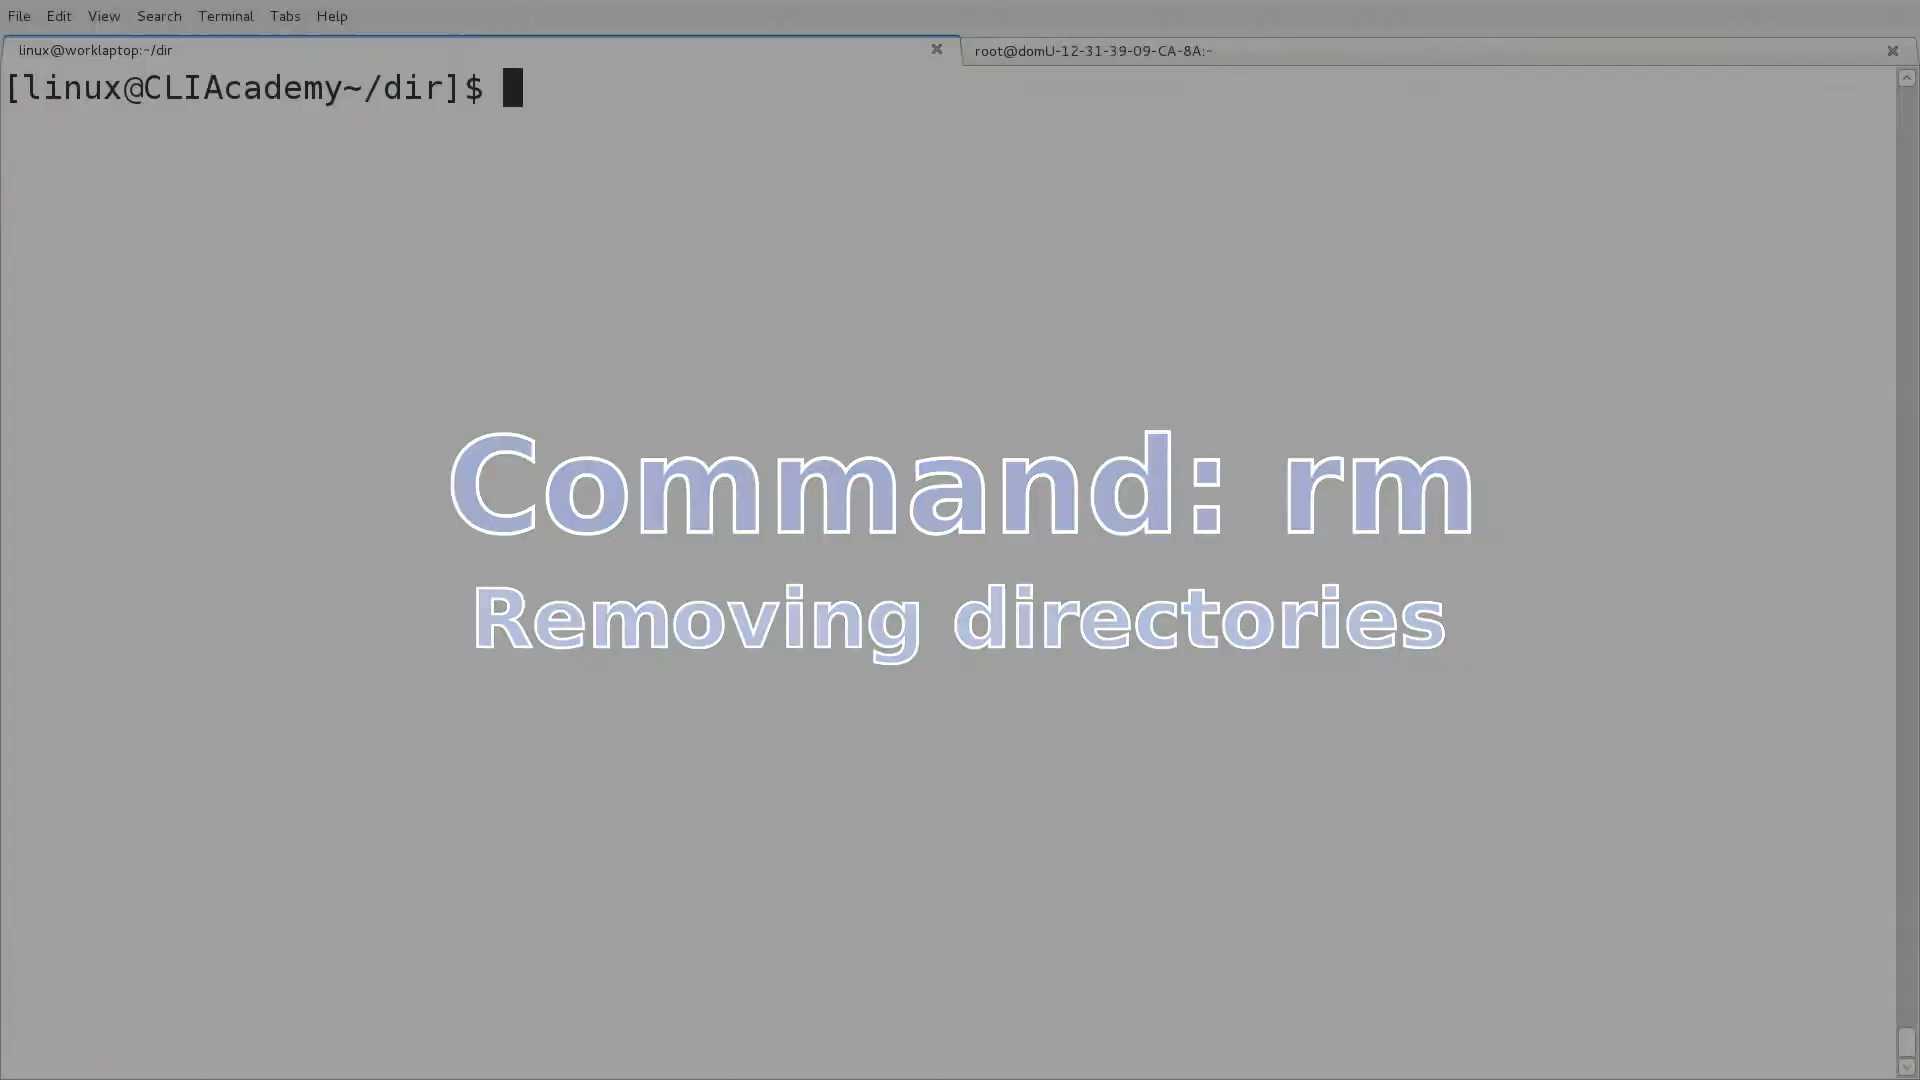 File Edit View Search Terminal Tabs Help
linux@worklaptop:~/dir root@domU-12-31-39-09-CA-8A:~
[linux@CLIAcademy~/dir]$
Command: rm
Removing directories